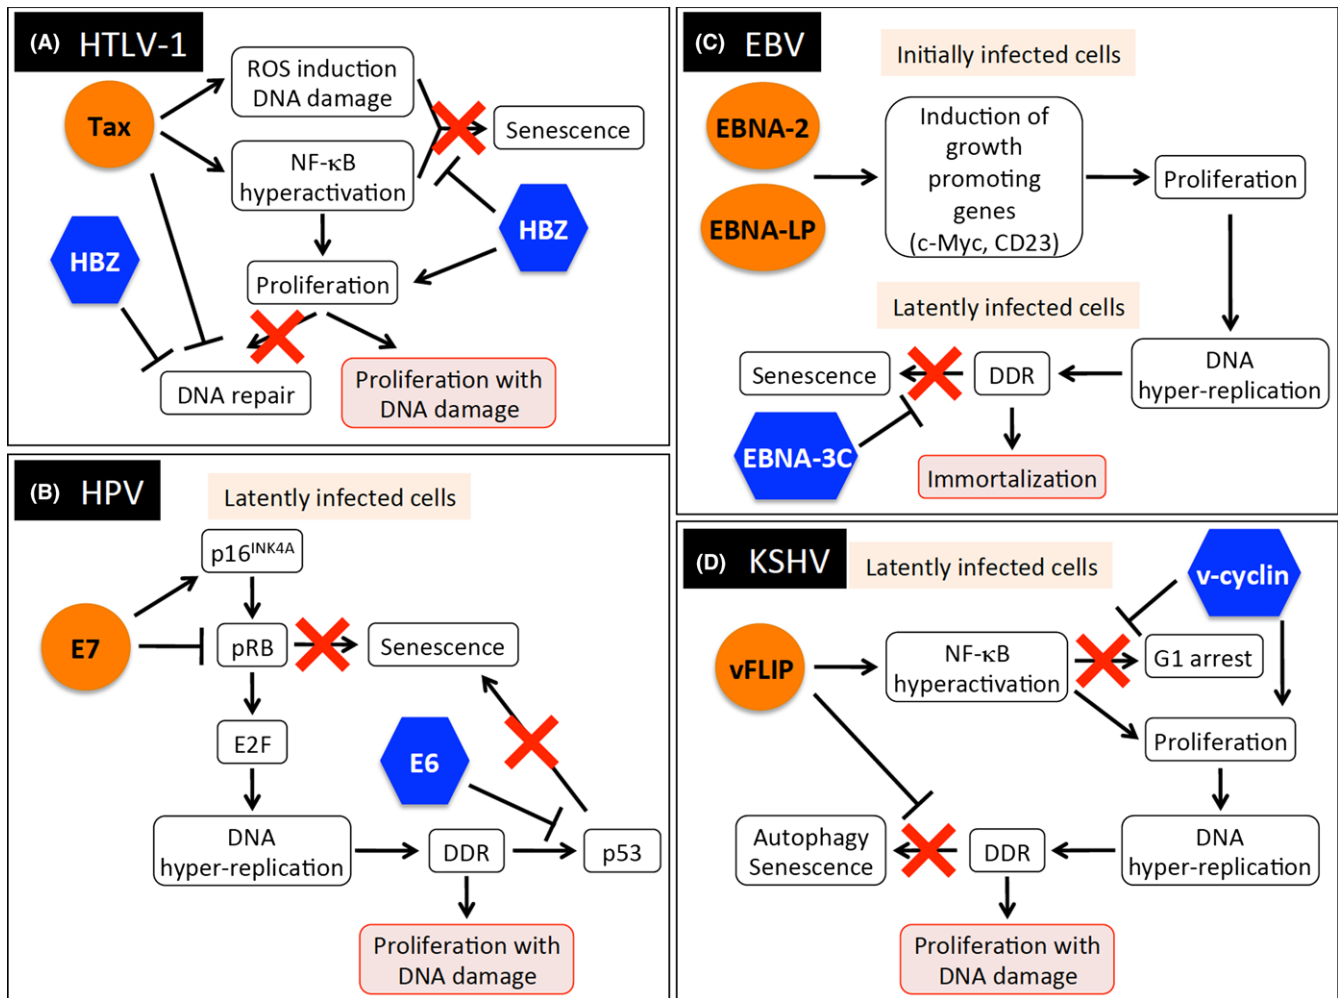 (A) HTLV-1
Tax
ROS induction
DNA damage
NF-κB
hyperactivation
Senescence
HBZ
HBZ
Proliferation
DNA repair
Proliferation with
DNA damage
(B) HPV
Latently infected cells
p16INK4A
E7
pRB
Senescence
E2F
E6
DNA
hyper-replication
DDR
p53
Proliferation with
DNA damage
(C) EBV
Initially infected cells
EBNA-2
EBNA-LP
Induction of
growth
promoting
genes
(c-Myc, CD23)
Proliferation
Latently infected cells
Senescence
DDR
DNA
hyper-replication
EBNA-3C
Immortalization
(D) KSHV
Latently infected cells
v-cyclin
vFLIP
NF-κB
hyperactivation
G1 arrest
Proliferation
Autophagy
Senescence
DDR
DNA
hyper-replication
Proliferation with
DNA damage